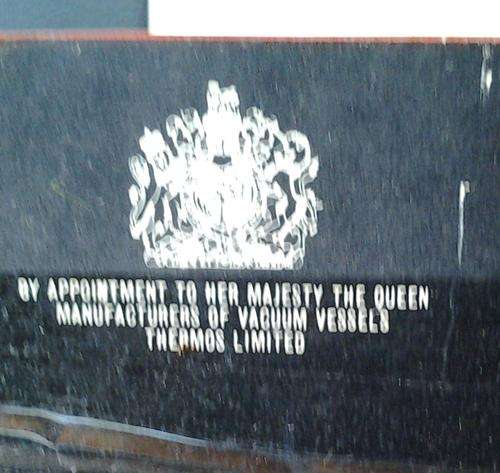 BY APPOINTMENT TO HER MAJESTY THE QUEEN
MANUFACTURERS OF VACUUM VESSELS
THERMOS LIMITED